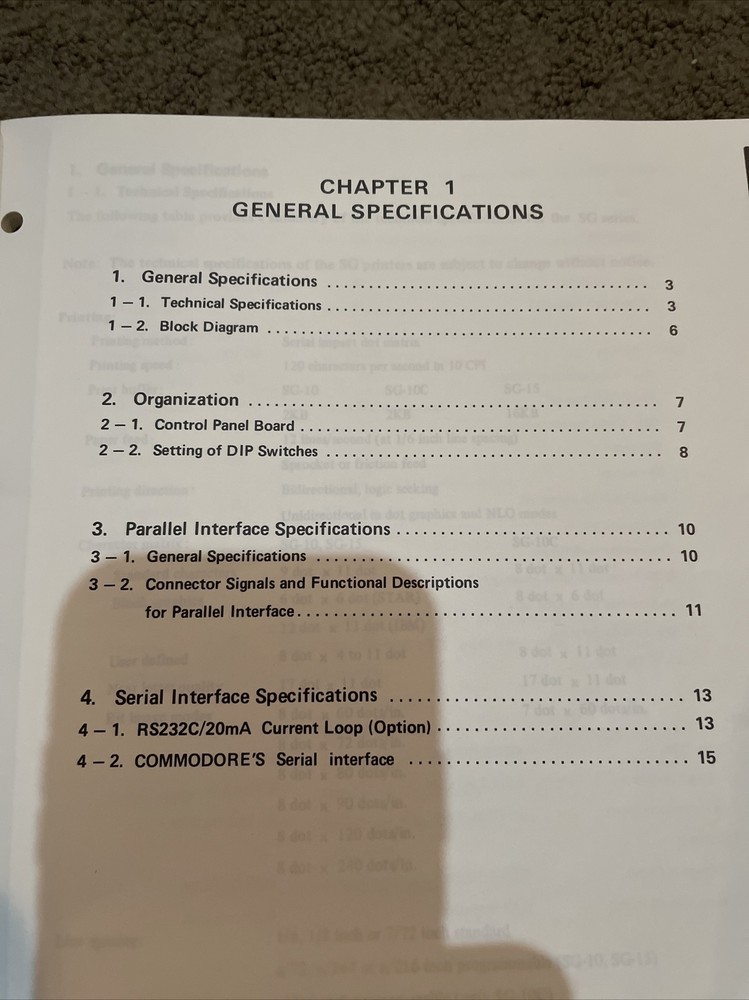 CHAPTER 1
GENERAL SPECIFICATIONS
1. General Specifications ........................................ 3
1 – 1. Technical Specifications ........................................ 3
1 – 2. Block Diagram ........................................ 6
2. Organization ........................................ 7
2 – 1. Control Panel Board ........................................ 7
2 – 2. Setting of DIP Switches ........................................ 8
3. Parallel Interface Specifications ........................................ 10
3 – 1. General Specifications ........................................ 10
3 – 2. Connector Signals and Functional Descriptions
for Parallel Interface ........................................ 11
4. Serial Interface Specifications ........................................ 13
4 – 1. RS232C/20mA Current Loop (Option) ........................................ 13
4 – 2. COMMODORE'S Serial interface ........................................ 15